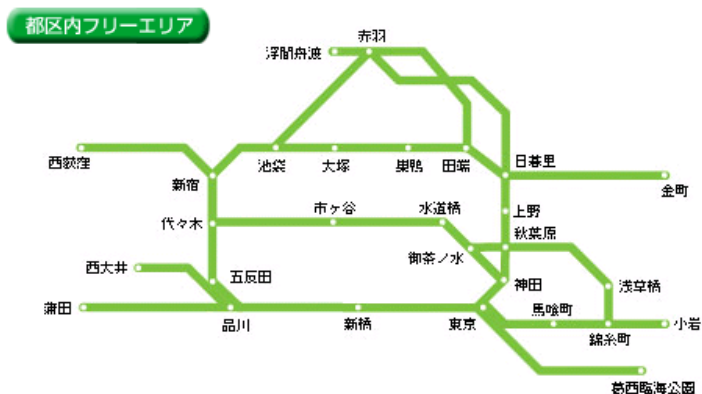 都区内フリーエリア
赤羽
浮間舟渡
西荻窪
新宿
池袋
大塚
巣鴨
田端
日暮里
金町
代々木
市ヶ谷
水道橋
上野
秋葉原
御茶ノ水
西大井
五反田
神田
浅草橋
蒲田
品川
新橋
東京
馬喰町
錦糸町
小岩
葛西臨海公園